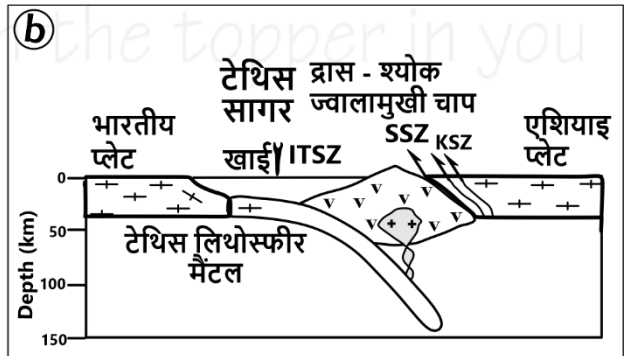 b
n the topper in you
टेथिस
सागर
द्रास - श्योक
ज्वालामुखी चाप
भारतीय
प्लेट
खाई
ITSZ
SSZ
KSZ
एशियाइ
प्लेट
टेथिस लिथोस्फीर
मैंटल
Depth (km)
0
50
100
150